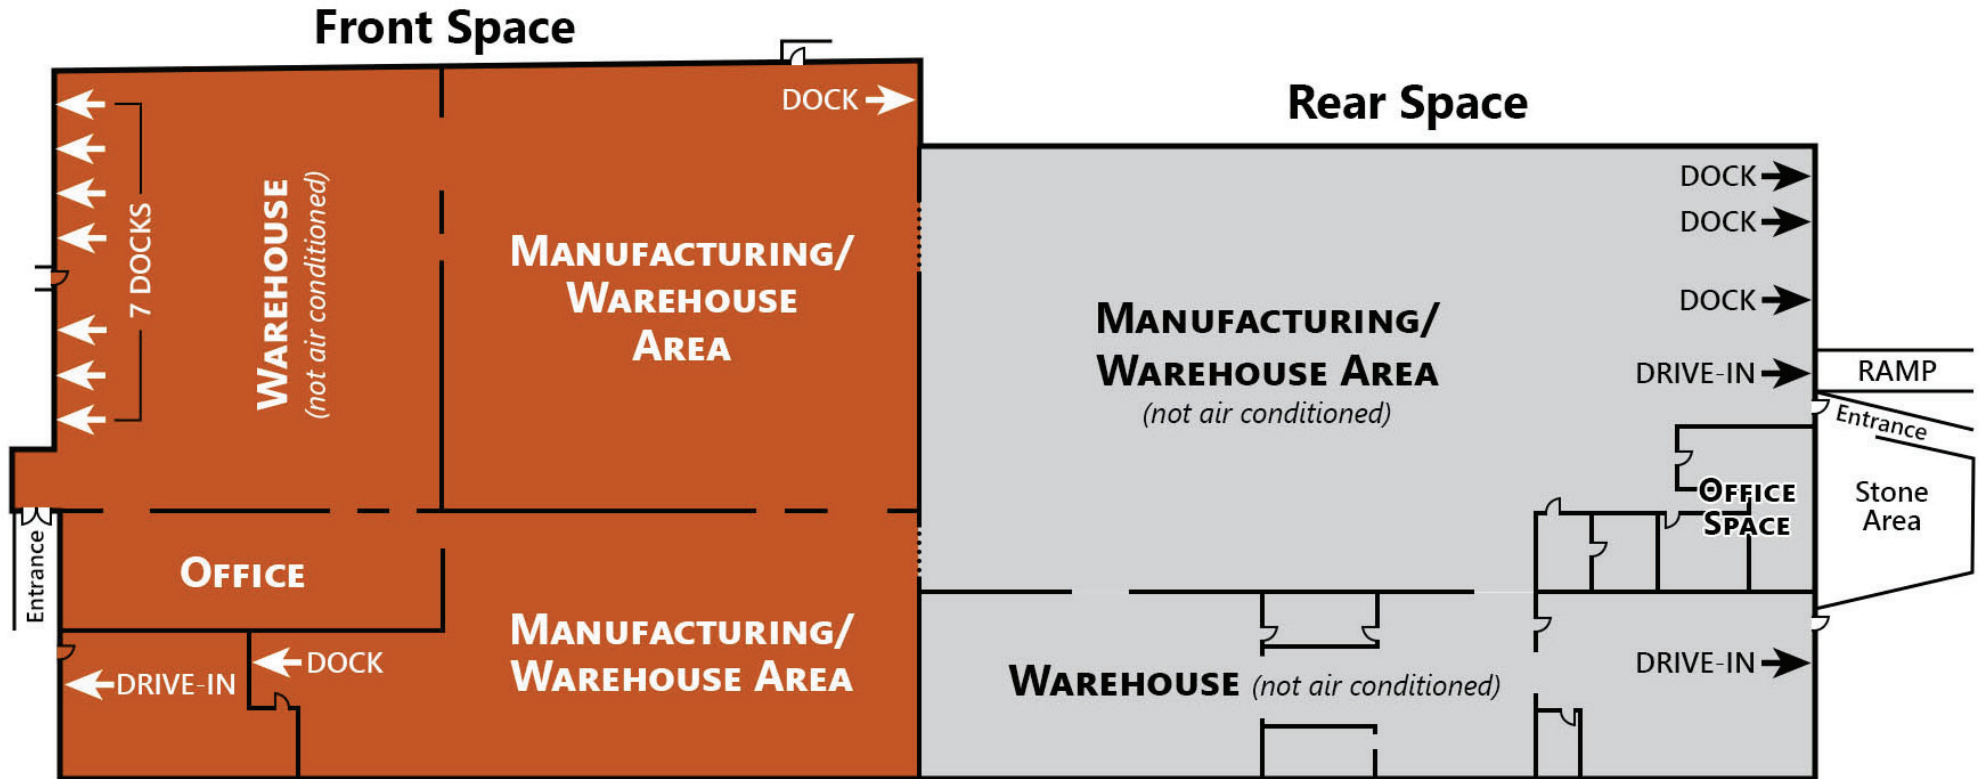 Front Space
Rear Space
DOCK
7 DOCKS
WAREHOUSE
(not air conditioned)
MANUFACTURING/
WAREHOUSE
AREA
OFFICE
Entrance
DRIVE-IN
DOCK
MANUFACTURING/
WAREHOUSE AREA
DOCK
DOCK
DOCK
DRIVE-IN
RAMP
Entrance
MANUFACTURING/
WAREHOUSE AREA
(not air conditioned)
OFFICE
SPACE
Stone
Area
WAREHOUSE (not air conditioned)
DRIVE-IN